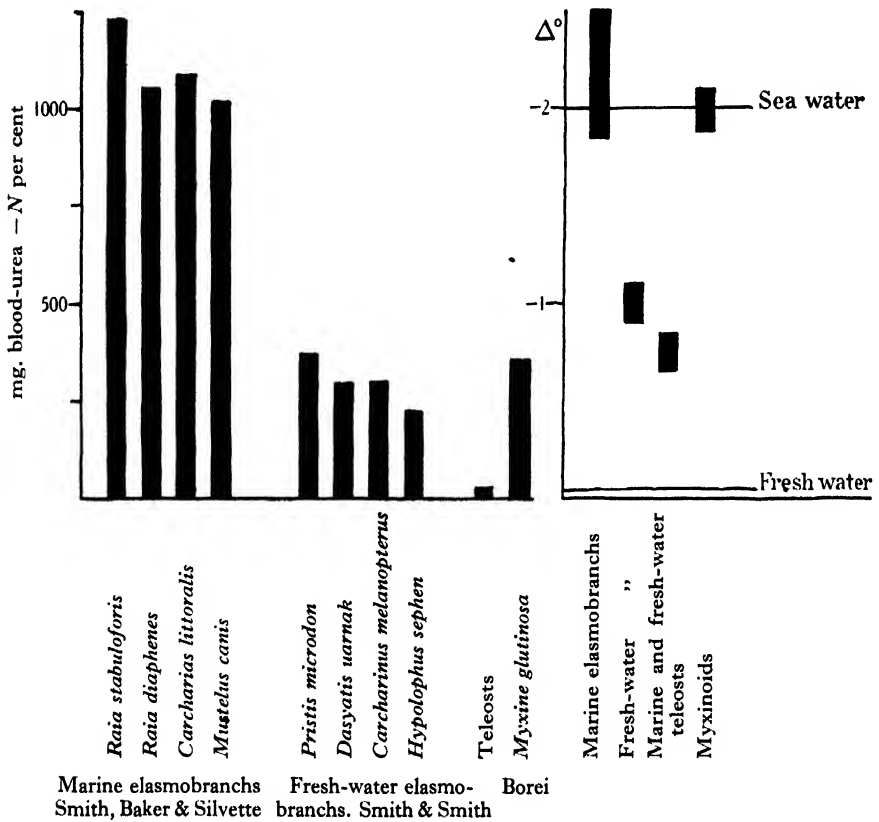 mg. blood-urea — N per cent
1000
500
Δ°
-2
-1
Sea water
Fresh water
Raia stabuloforis
Raia diaphenes
Carcharias littoralis
Mustelus canis
Pristis microdon
Dasyatis uarnak
Carcharinus melanopterus
Hypolophus sephen
Teleosts
Myxine glutinosa
Marine elasmobranchs
Fresh-water „
Marine and fresh-water
teleosts
Myxinoids
Marine elasmobranchs
Smith, Baker & Silvette
Fresh-water elasmo-
branchs. Smith & Smith
Borei